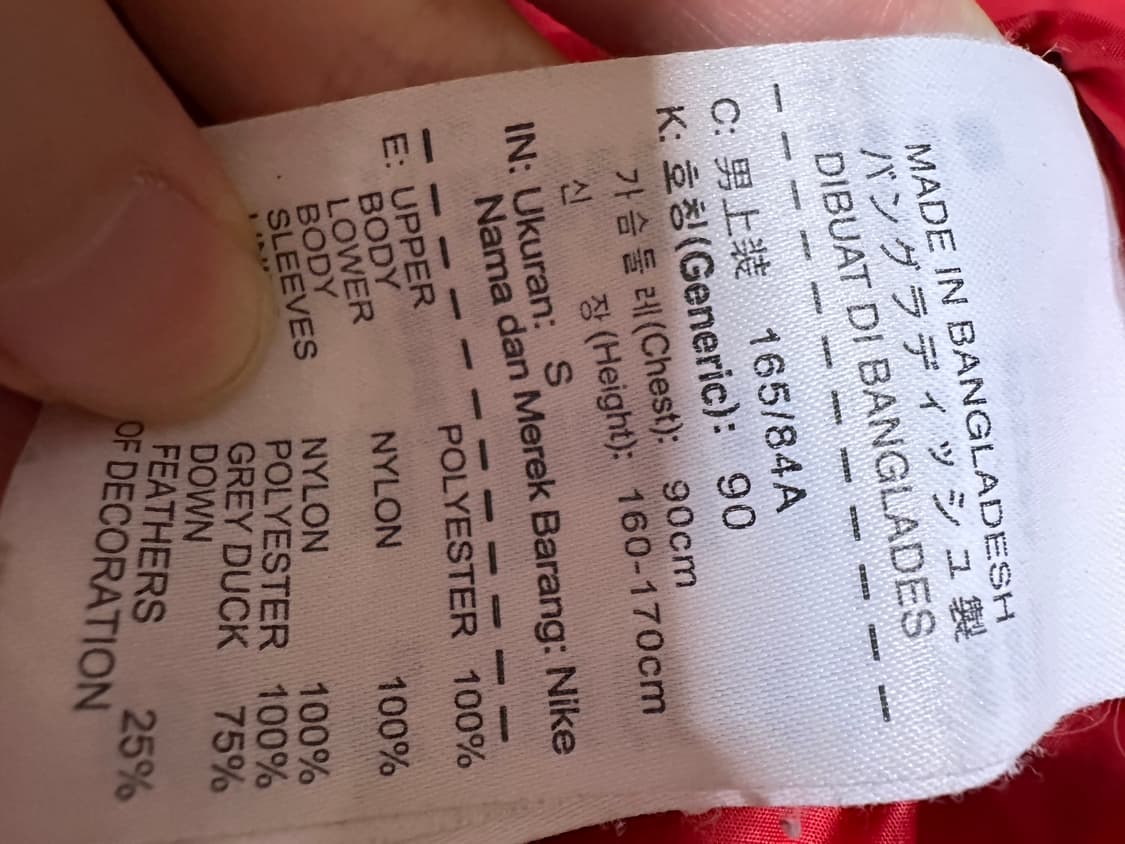 MADE IN BANGLADESH
バングラディッシュ製
DIBUAT DI BANGLADES
C: 男上装 165/84A
K: 호칭(Generic): 90
가슴둘레(Chest): 90cm
신 장(Height): 160-170cm
IN: Ukuran: S
Nama dan Merek Barang: Nike
E: UPPER POLYESTER 100%
BODY
LOWER NYLON 100%
BODY
SLEEVES NYLON 100%
POLYESTER 100%
GREY DUCK 75%
DOWN
FEATHERS 25%
OF DECORATION